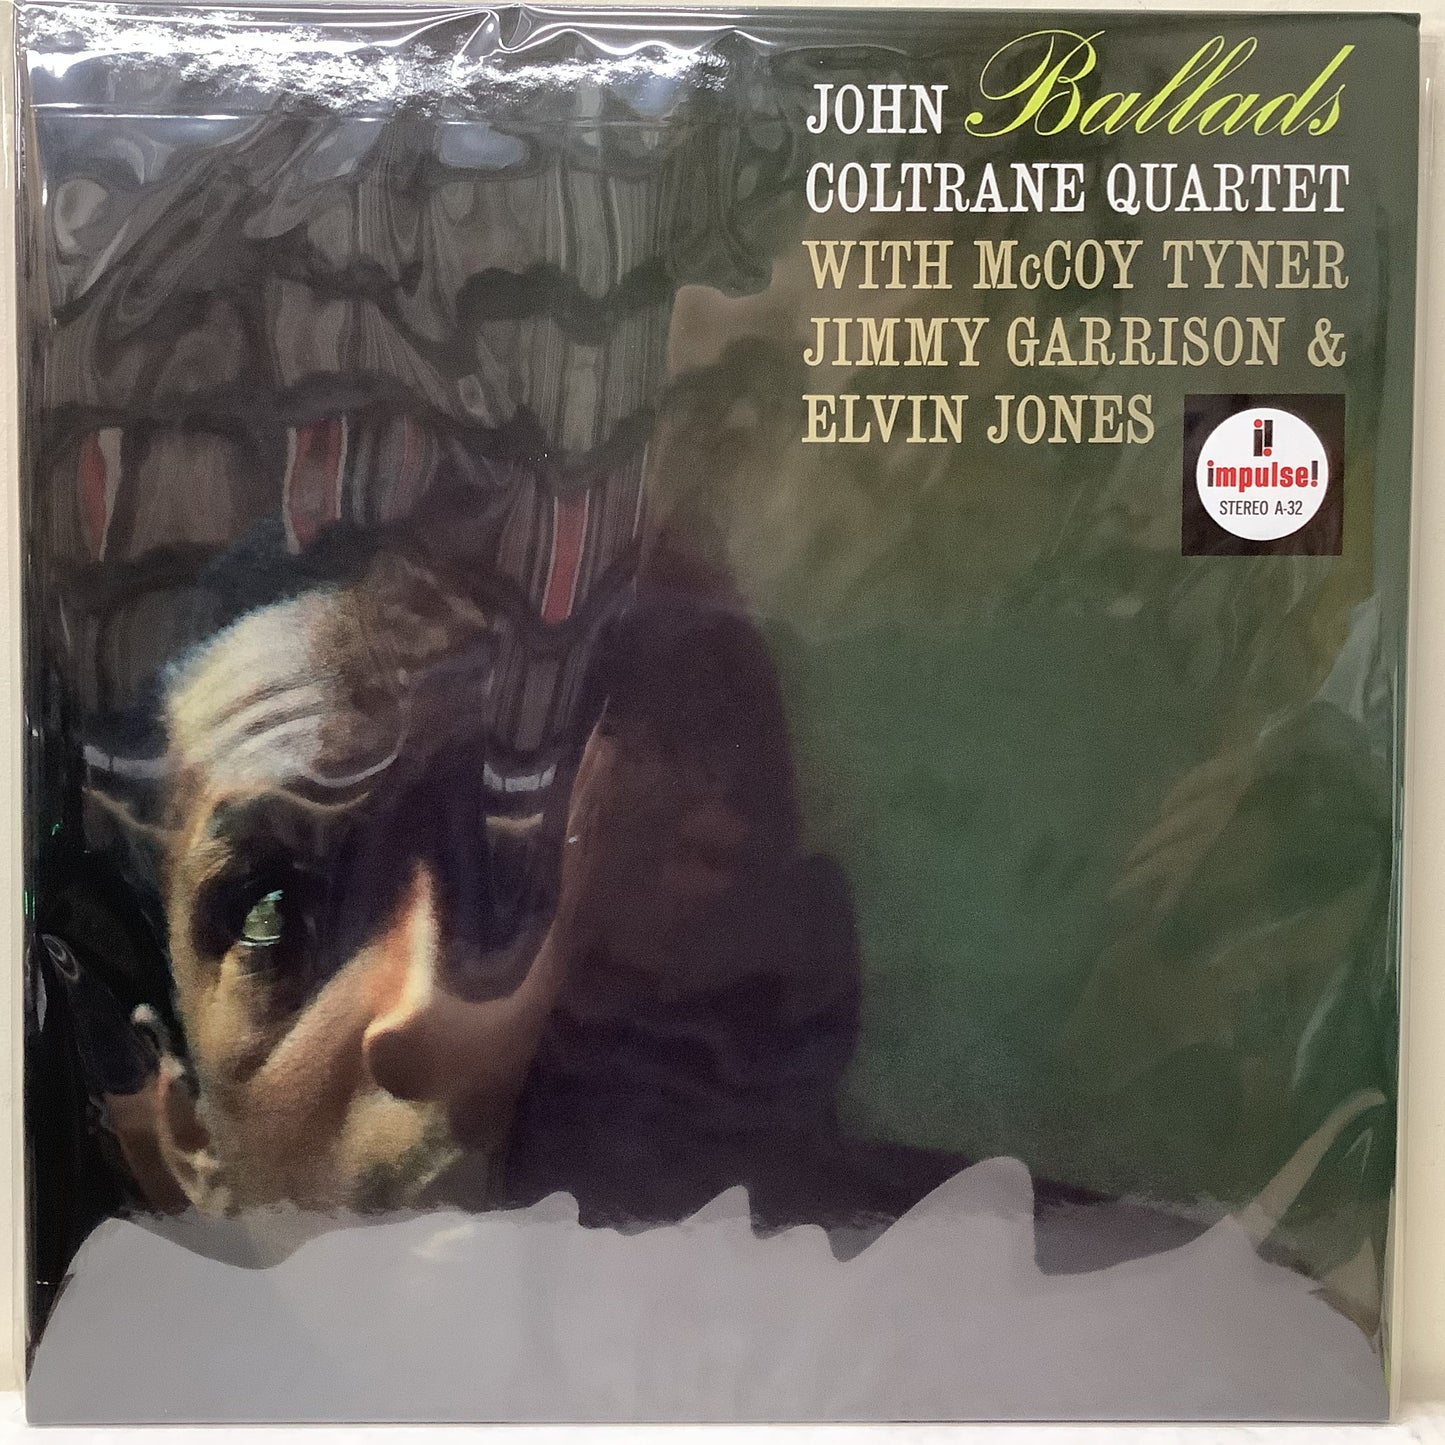 JOHN Ballads
COLTRANE QUARTET
WITH McCOY TYNER
JIMMY GARRISON &
ELVIN JONES
i!
impulse!
STEREO A-32